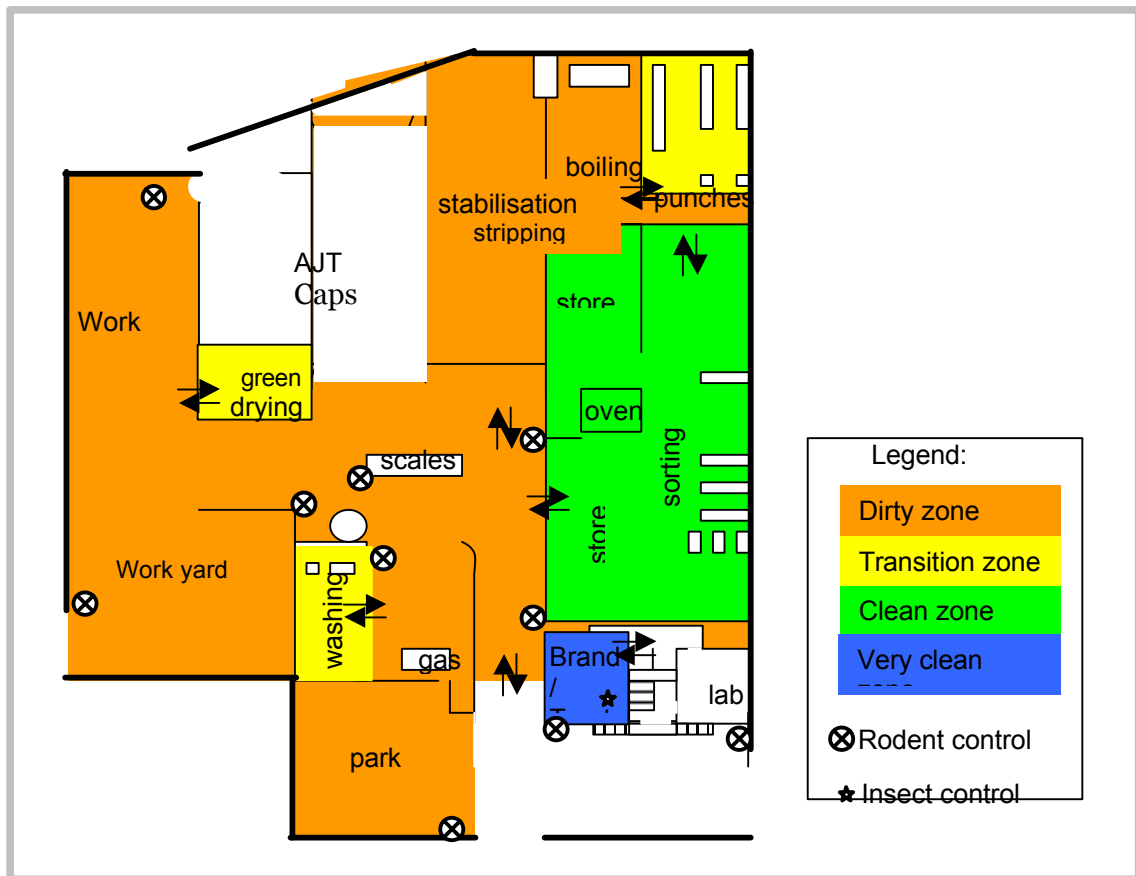 boiling
punches
stabilisation
stripping
AJT
Caps
store
Work
green
drying
oven
scales
sorting
store
Work yard
washing
gas
Brand
/
lab
park
Legend:
Dirty zone
Transition zone
Clean zone
Very clean
zone
Rodent control
Insect control